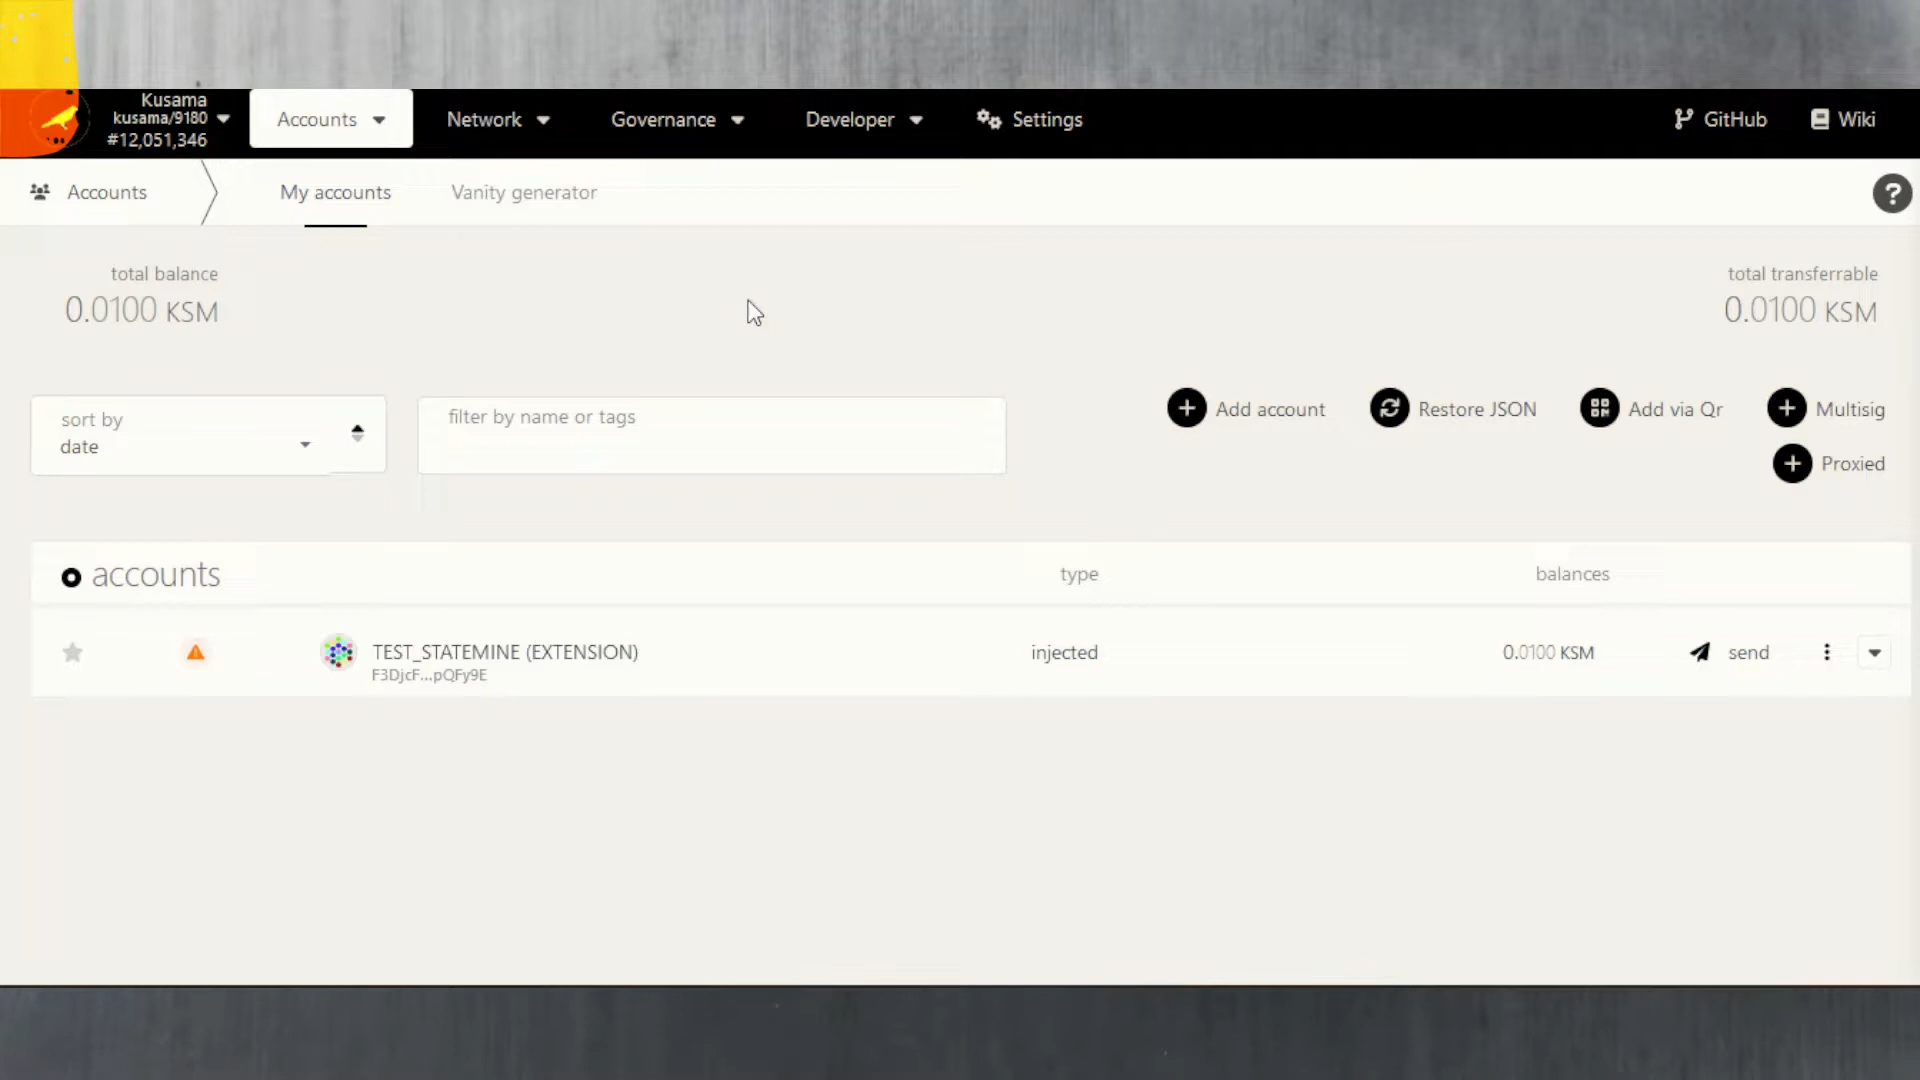 Kusama
kusama/9180
#12,051,346
Accounts
Network
Governance
Developer
Settings
GitHub
Wiki
Accounts
My accounts
Vanity generator
?
total balance
0.0100 KSM
total transferrable
0.0100 KSM
sort by
date
filter by name or tags
Add account
Restore JSON
Add via Qr
Multisig
Proxied
accounts
type
balances
TEST_STATEMINE (EXTENSION)
F3DjcF...pQFy9E
injected
0.0100 KSM
send